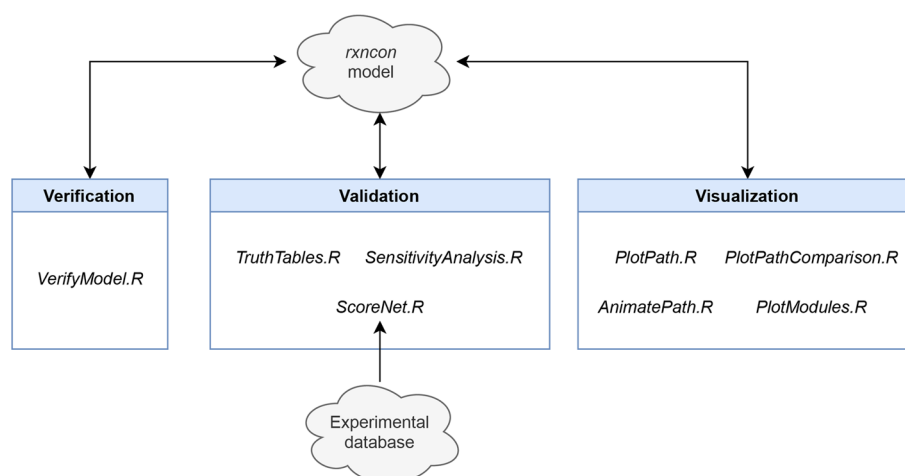 rxncon
model
Verification
Validation
Visualization
VerifyModel.R
TruthTables.R SensitivityAnalysis.R
ScoreNet.R
PlotPath.R PlotPathComparison.R
AnimatePath.R PlotModules.R
Experimental
database